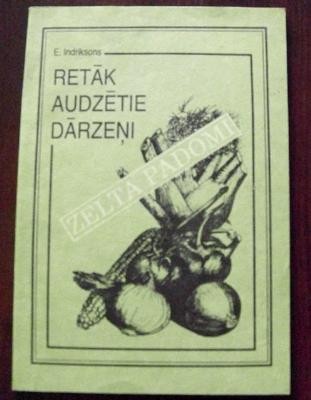 E. Indriksons
RETĀK
AUDZĒTIE
DĀRZEŅI
ZELTA PADOMI